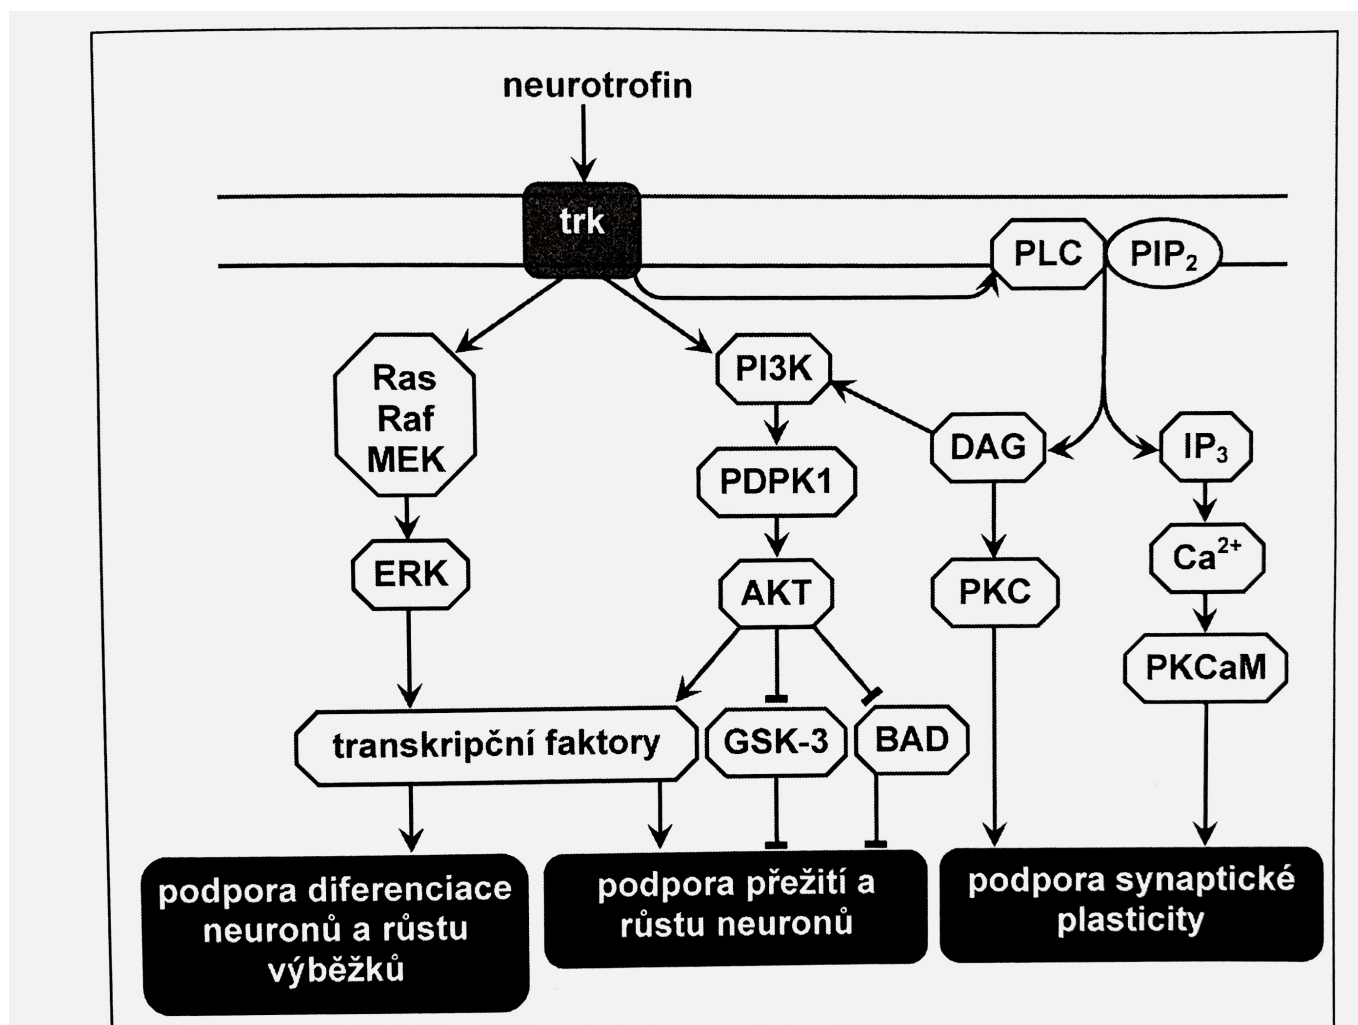 neurotrofin
trk
PLC
PIP₂
Ras
Raf
MEK
PI3K
DAG
IP₃
PDPK1
ERK
AKT
PKC
Ca²⁺
PKCaM
transkripční faktory
GSK-3
BAD
podpora diferenciace
neuronů a růstu
výběžků
podpora přežití a
růstu neuronů
podpora synaptické
plasticity